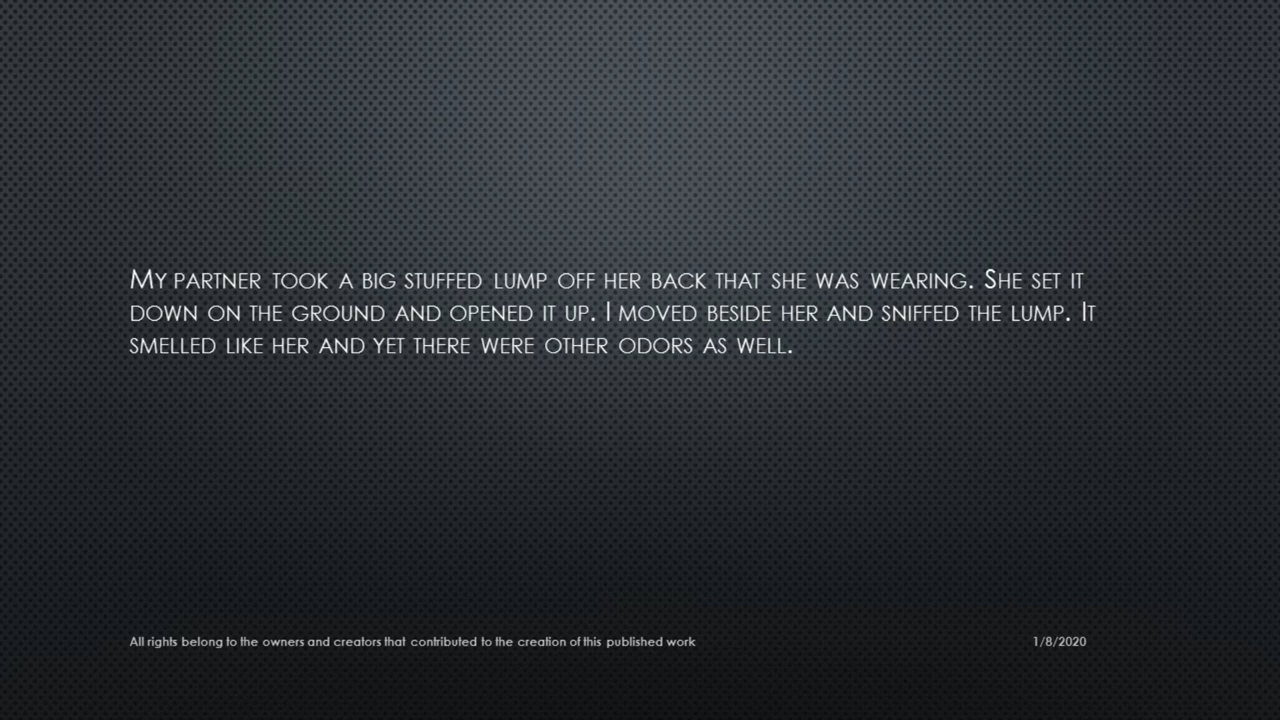 My partner took a big stuffed lump off her back that she was wearing. She set it
down on the ground and opened it up. I moved beside her and sniffed the lump. It
smelled like her and yet there were other odors as well.
All rights belong to the owners and creators that contributed to the creation of this published work
1/8/2020